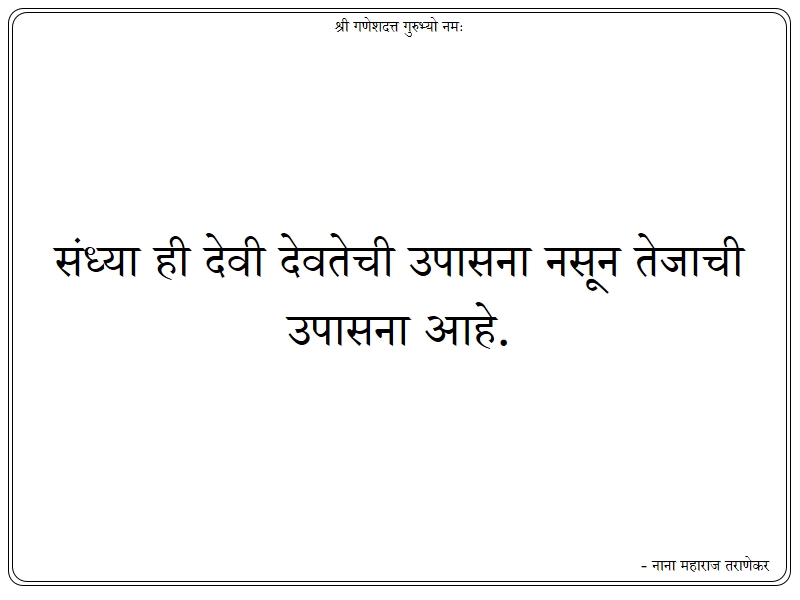 श्री गणेशदत्त गुरुभ्यो नमः
संध्या ही देवी देवतेची उपासना नसून तेजाची
उपासना आहे.
- नाना महाराज तराणेकर